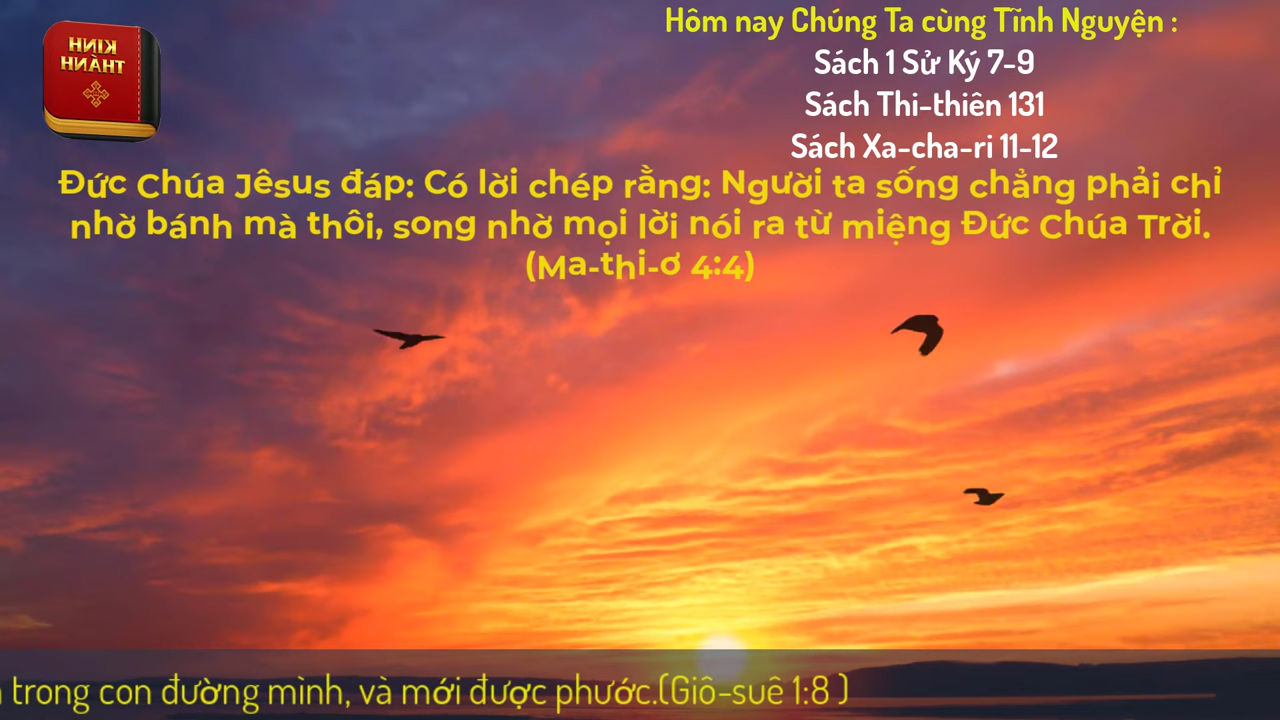 KINH
THÁNH
Hôm nay Chúng Ta cùng Tĩnh Nguyện :
Sách 1 Sử Ký 7-9
Sách Thi-thiên 131
Sách Xa-cha-ri 11-12
Đức Chúa Jêsus đáp: Có lời chép rằng: Người ta sống chẳng phải chỉ
nhờ bánh mà thôi, song nhờ mọi lời nói ra từ miệng Đức Chúa Trời.
(Ma-thi-ơ 4:4)
trong con đường mình, và mới được phước.(Giô-suê 1:8 )